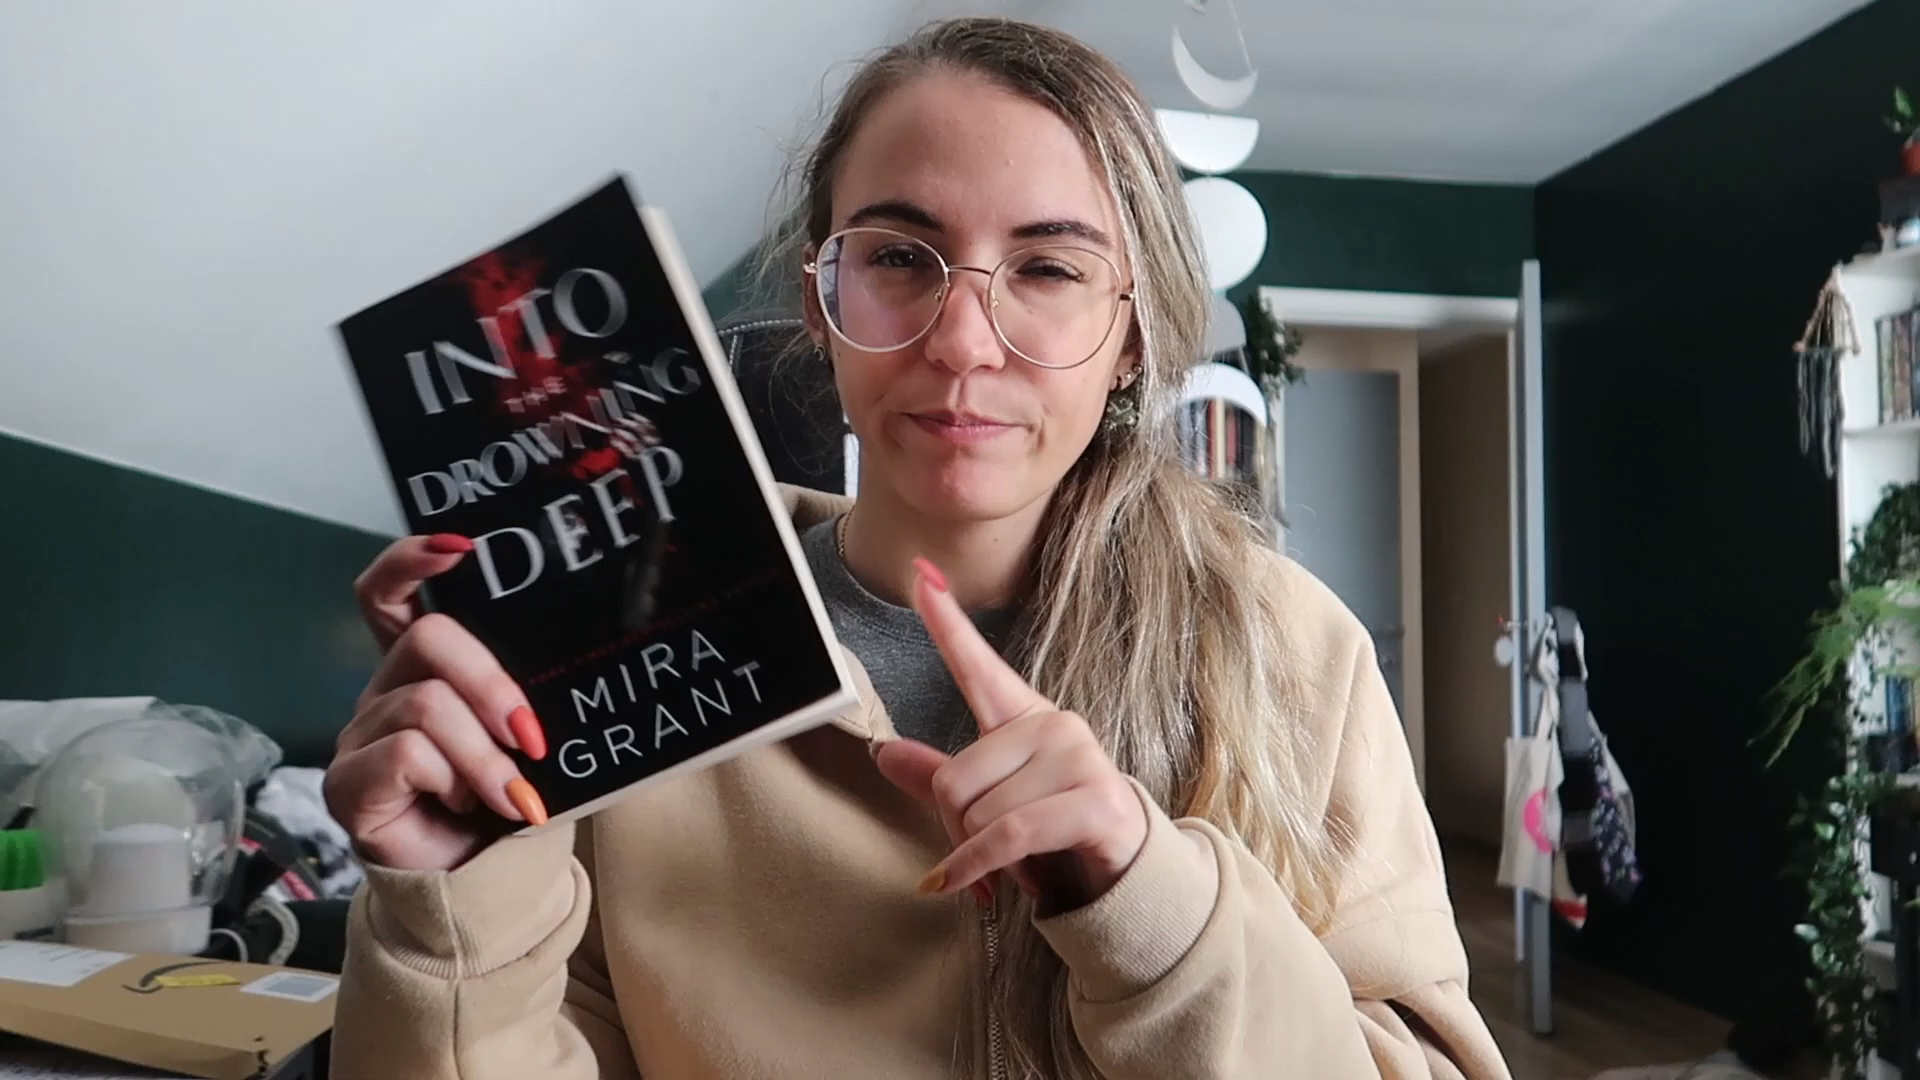 INTO
THE
DROWNING
DEEP
MIRA
GRANT